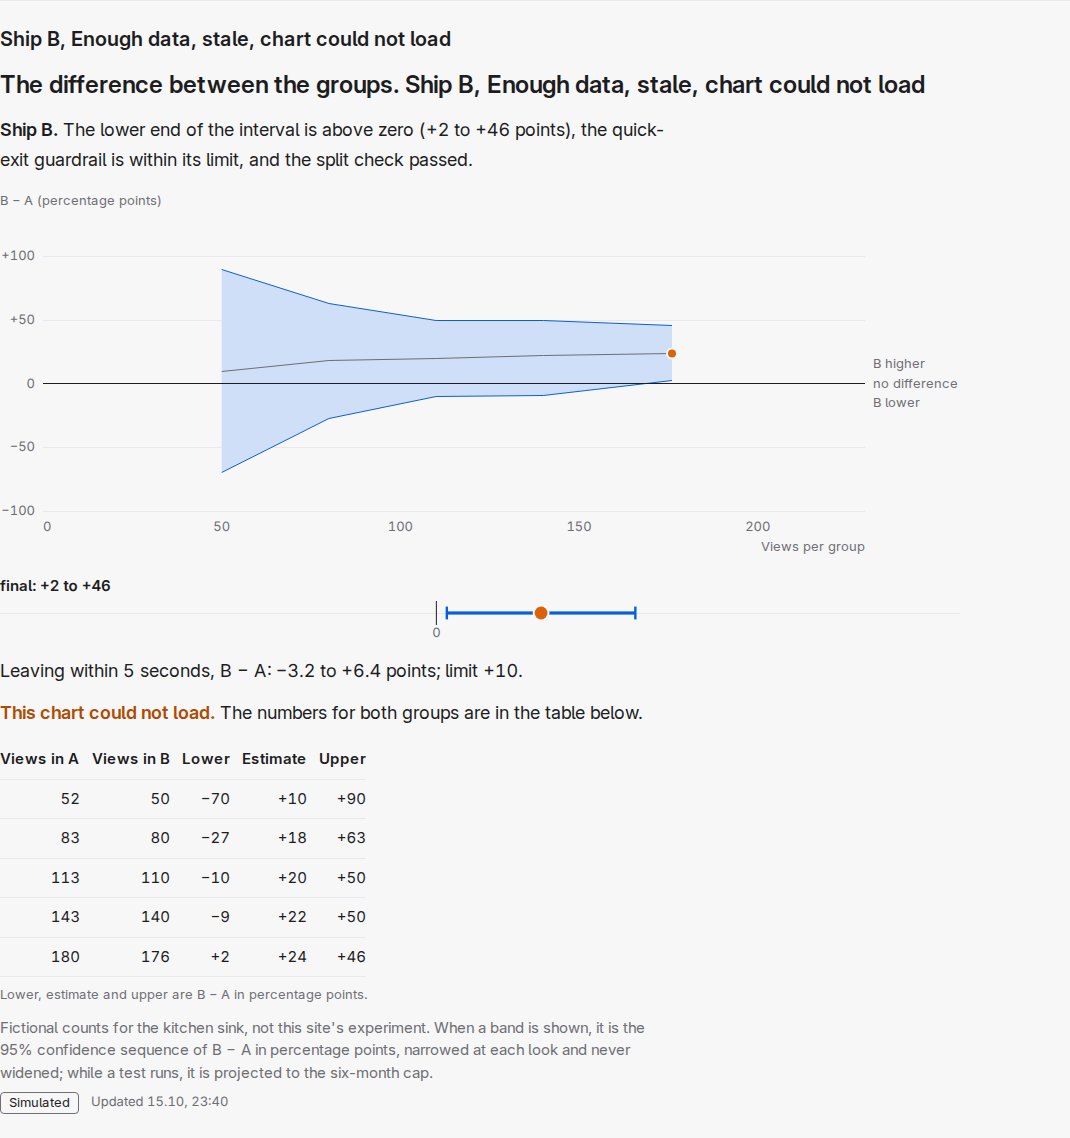 Ship B, Enough data, stale, chart could not load
The difference between the groups. Ship B, Enough data, stale, chart could not load
Ship B. The lower end of the interval is above zero (+2 to +46 points), the quick-
exit guardrail is within its limit, and the split check passed.
B − A (percentage points)
+100
+50
0
−50
−100
B higher
no difference
B lower
0 50 100 150 200
Views per group
final: +2 to +46
0
Leaving within 5 seconds, B − A: −3.2 to +6.4 points; limit +10.
This chart could not load. The numbers for both groups are in the table below.
Views in A Views in B Lower Estimate Upper
52 50 −70 +10 +90
83 80 −27 +18 +63
113 110 −10 +20 +50
143 140 −9 +22 +50
180 176 +2 +24 +46
Lower, estimate and upper are B − A in percentage points.
Fictional counts for the kitchen sink, not this site's experiment. When a band is shown, it is the
95% confidence sequence of B − A in percentage points, narrowed at each look and never
widened; while a test runs, it is projected to the six-month cap.
Simulated Updated 15.10, 23:40